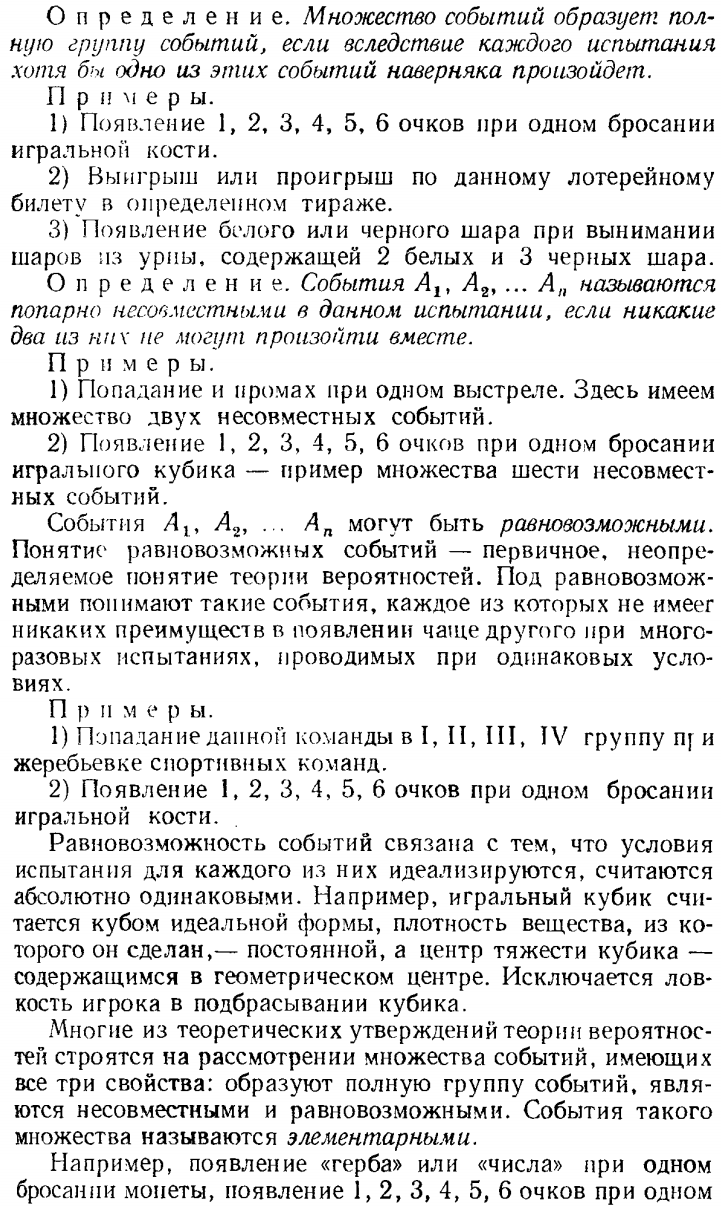 О п р е д е л е н и е. Множество событий образует пол-
ную группу событий, если вследствие каждого испытания
хотя бы одно из этих событий наверняка произойдет.
П р и м е р ы.
1) Появление 1, 2, 3, 4, 5, 6 очков при одном бросании
игральной кости.
2) Выигрыш или проигрыш по данному лотерейному
билету в определенном тираже.
3) Появление белого или черного шара при вынимании
шаров из урны, содержащей 2 белых и 3 черных шара.
О п р е д е л е н и е. События A₁, A₂, ... Aₙ называются
попарно несовместными в данном испытании, если никакие
два из них не могут произойти вместе.
П р и м е р ы.
1) Попадание и промах при одном выстреле. Здесь имеем
множество двух несовместных событий.
2) Появление 1, 2, 3, 4, 5, 6 очков при одном бросании
игрального кубика — пример множества шести несовмест-
ных событий.
События A₁, A₂, ... Aₙ могут быть равновозможными.
Понятие равновозможных событий — первичное, неопре-
деляемое понятие теории вероятностей. Под равновозмож-
ными понимают такие события, каждое из которых не имеет
никаких преимуществ в появлении чаще другого при много-
разовых испытаниях, проводимых при одинаковых усло-
виях.
П р и м е р ы.
1) Попадание данной команды в I, II, III, IV группу при
жеребьевке спортивных команд.
2) Появление 1, 2, 3, 4, 5, 6 очков при одном бросании
игральной кости.
Равновозможность событий связана с тем, что условия
испытания для каждого из них идеализируются, считаются
абсолютно одинаковыми. Например, игральный кубик счи-
тается кубом идеальной формы, плотность вещества, из ко-
торого он сделан,— постоянной, а центр тяжести кубика —
содержащимся в геометрическом центре. Исключается лов-
кость игрока в подбрасывании кубика.
Многие из теоретических утверждений теории вероятнос-
тей строятся на рассмотрении множества событий, имеющих
все три свойства: образуют полную группу событий, явля-
ются несовместными и равновозможными. События такого
множества называются элементарными.
Например, появление «герба» или «числа» при одном
бросании монеты, появление 1, 2, 3, 4, 5, 6 очков при одном